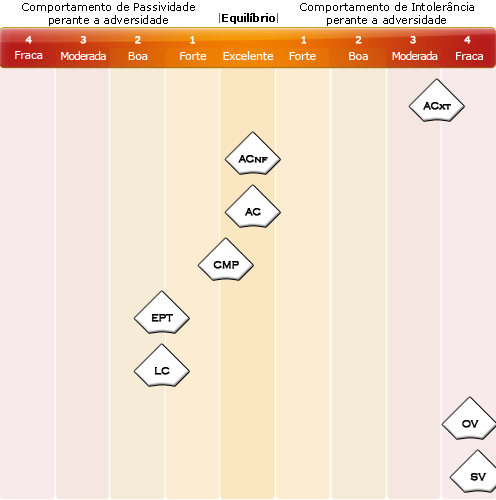 Comportamento de Passividade
perante a adversidade
|Equilíbrio|
Comportamento de Intolerância
perante a adversidade
4 3 2 1 1 2 3 4
Fraca Moderada Boa Forte Excelente Forte Boa Moderada Fraca
ACXT
ACNF
AC
CMP
EPT
LC
OV
SV